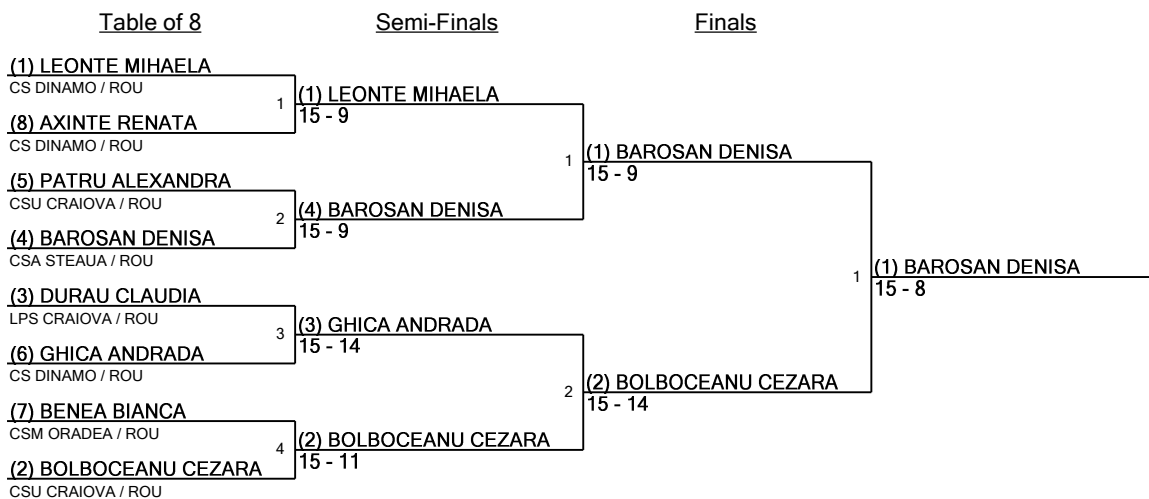 Table of 8
Semi-Finals
Finals
(1) LEONTE MIHAELA
CS DINAMO / ROU
1
(1) LEONTE MIHAELA
15 - 9
(8) AXINTE RENATA
CS DINAMO / ROU
1
(1) BAROSAN DENISA
15 - 9
(5) PATRU ALEXANDRA
CSU CRAIOVA / ROU
2
(4) BAROSAN DENISA
15 - 9
(4) BAROSAN DENISA
CSA STEAUA / ROU
1
(1) BAROSAN DENISA
15 - 8
(3) DURAU CLAUDIA
LPS CRAIOVA / ROU
3
(3) GHICA ANDRADA
15 - 14
(6) GHICA ANDRADA
CS DINAMO / ROU
2
(2) BOLBOCEANU CEZARA
15 - 14
(7) BENEA BIANCA
CSM ORADEA / ROU
4
(2) BOLBOCEANU CEZARA
15 - 11
(2) BOLBOCEANU CEZARA
CSU CRAIOVA / ROU